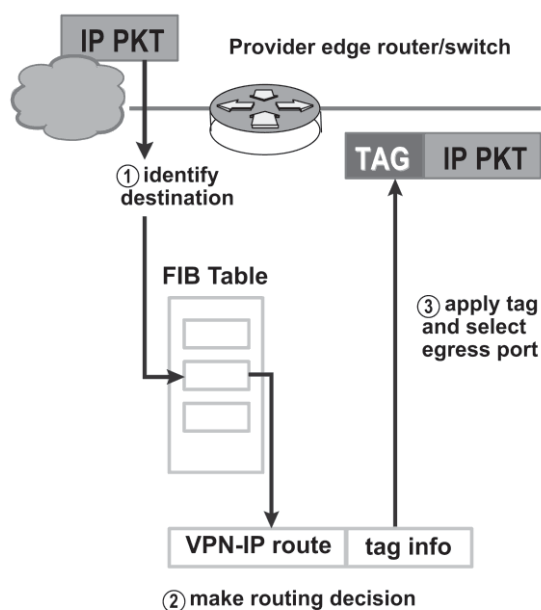 IP PKT
Provider edge router/switch
TAG IP PKT
① identify
destination
FIB Table
③ apply tag
and select
egress port
VPN-IP route tag info
② make routing decision